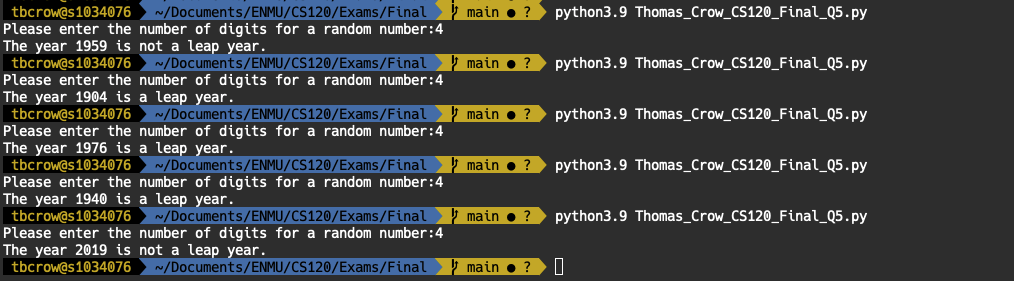 tbcrow@s1034076 ~/Documents/ENMU/CS120/Exams/Final main ● ? python3.9 Thomas_Crow_CS120_Final_Q5.py
Please enter the number of digits for a random number:4
The year 1959 is not a leap year.
tbcrow@s1034076 ~/Documents/ENMU/CS120/Exams/Final main ● ? python3.9 Thomas_Crow_CS120_Final_Q5.py
Please enter the number of digits for a random number:4
The year 1904 is a leap year.
tbcrow@s1034076 ~/Documents/ENMU/CS120/Exams/Final main ● ? python3.9 Thomas_Crow_CS120_Final_Q5.py
Please enter the number of digits for a random number:4
The year 1976 is a leap year.
tbcrow@s1034076 ~/Documents/ENMU/CS120/Exams/Final main ● ? python3.9 Thomas_Crow_CS120_Final_Q5.py
Please enter the number of digits for a random number:4
The year 1940 is a leap year.
tbcrow@s1034076 ~/Documents/ENMU/CS120/Exams/Final main ● ? python3.9 Thomas_Crow_CS120_Final_Q5.py
Please enter the number of digits for a random number:4
The year 2019 is not a leap year.
tbcrow@s1034076 ~/Documents/ENMU/CS120/Exams/Final main ● ?